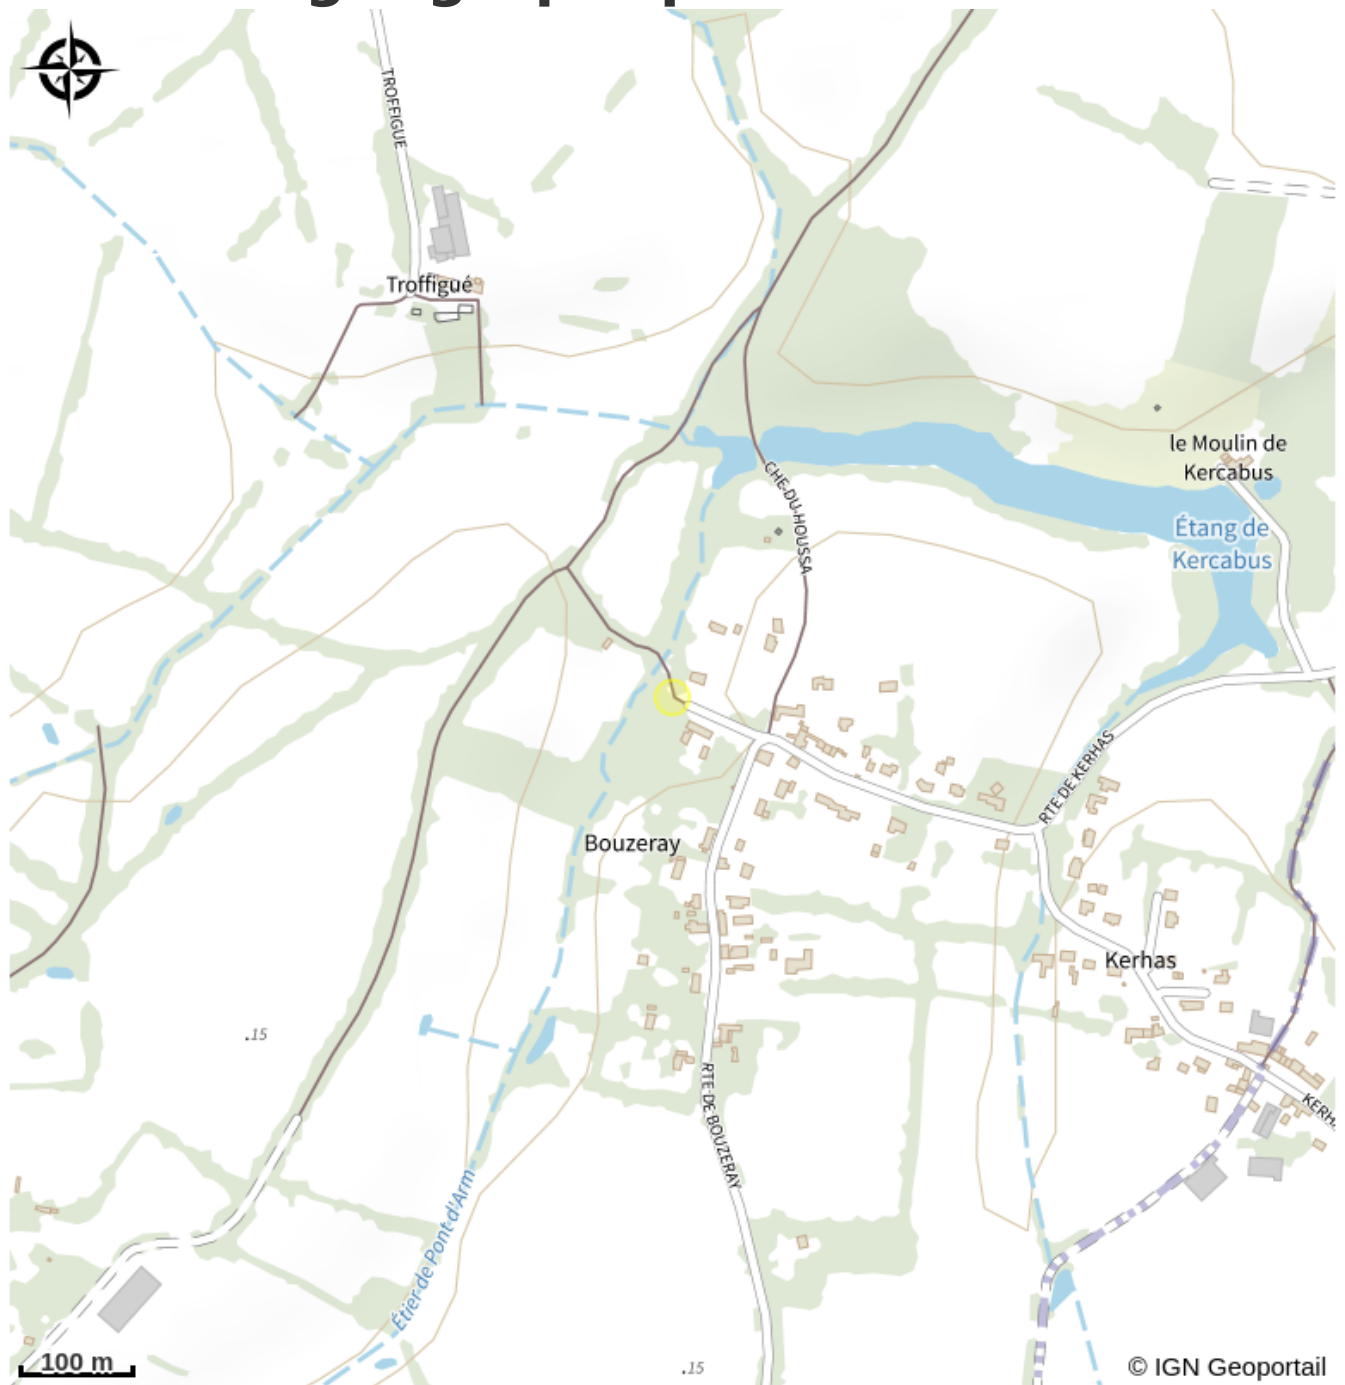 TROFFIGUE
Troffigué
le Moulin de
Kercabus
CHE-DU-HOUSSA
Étang de
Kercabus
RTE DE KERHAS
Bouzeray
Kerhas
.15
RTE-DE BOUZERAY
KERH
Étier de Pont d'Arm
100 m
.15
© IGN Geoportail